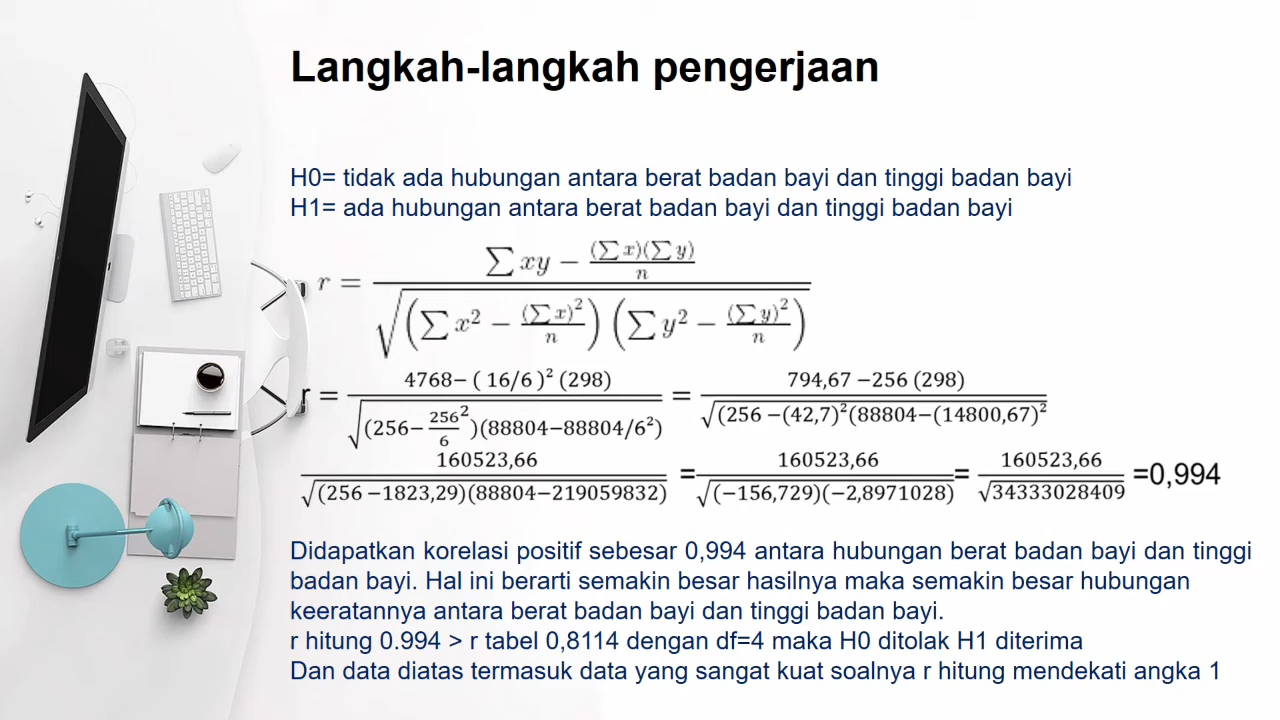 Langkah-langkah pengerjaan
H0= tidak ada hubungan antara berat badan bayi dan tinggi badan bayi
H1= ada hubungan antara berat badan bayi dan tinggi badan bayi
r = (∑ xy − (∑ x)(∑ y)/n) / √((∑ x² − (∑ x)²/n) (∑ y² − (∑ y)²/n))
r = (4768− ( 16/6 )² (298)) / √((256− 256²/6 )(88804−88804/6²)) = (794,67 −256 (298)) / √((256 −(42,7)²(88804−(14800,67)²)
160523,66 / √((256 −1823,29)(88804−219059832)) = 160523,66 / √((−156,729)(−2,8971028)) = 160523,66 / √34333028409 =0,994
Didapatkan korelasi positif sebesar 0,994 antara hubungan berat badan bayi dan tinggi
badan bayi. Hal ini berarti semakin besar hasilnya maka semakin besar hubungan
keeratannya antara berat badan bayi dan tinggi badan bayi.
r hitung 0.994 > r tabel 0,8114 dengan df=4 maka H0 ditolak H1 diterima
Dan data diatas termasuk data yang sangat kuat soalnya r hitung mendekati angka 1